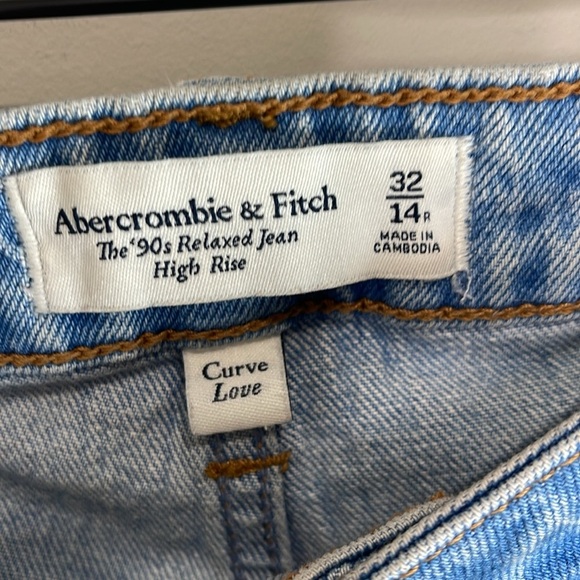 Abercrombie & Fitch
The '90s Relaxed Jean
High Rise
32
14R
MADE IN
CAMBODIA
Curve
Love